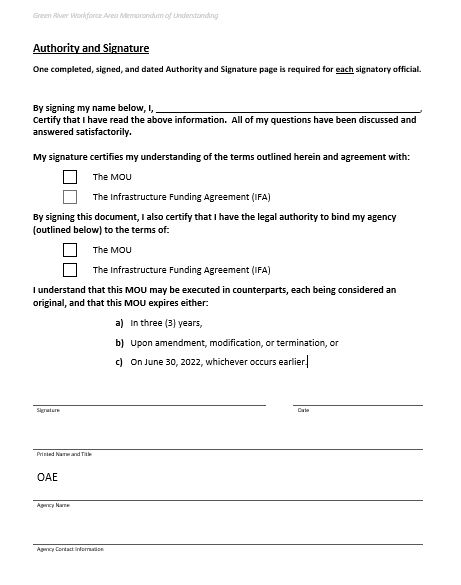 Green River Workforce Area Memorandum of Understanding
Authority and Signature
One completed, signed, and dated Authority and Signature page is required for each signatory official.
By signing my name below, I, ,
Certify that I have read the above information. All of my questions have been discussed and
answered satisfactorily.
My signature certifies my understanding of the terms outlined herein and agreement with:
The MOU
The Infrastructure Funding Agreement (IFA)
By signing this document, I also certify that I have the legal authority to bind my agency
(outlined below) to the terms of:
The MOU
The Infrastructure Funding Agreement (IFA)
I understand that this MOU may be executed in counterparts, each being considered an
original, and that this MOU expires either:
a) In three (3) years,
b) Upon amendment, modification, or termination, or
c) On June 30, 2022, whichever occurs earlier.
Signature Date
Printed Name and Title
OAE
Agency Name
Agency Contact Information